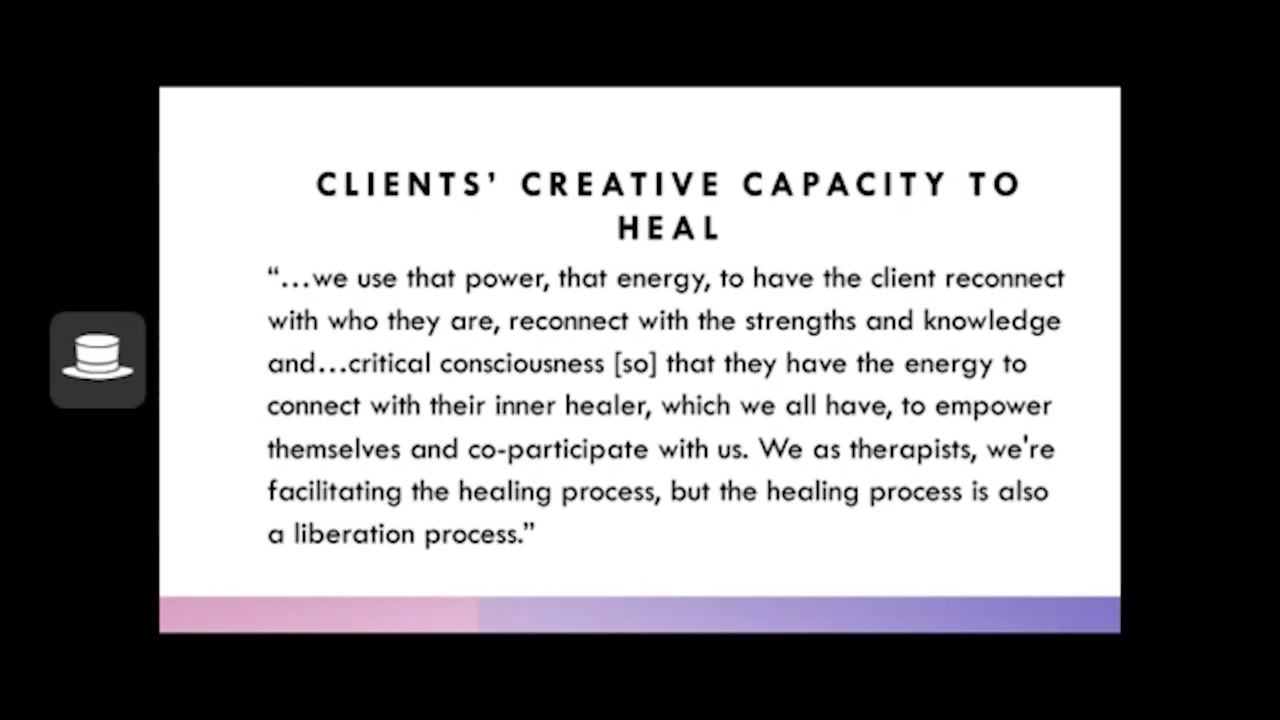 CLIENTS’ CREATIVE CAPACITY TO
HEAL
“…we use that power, that energy, to have the client reconnect
with who they are, reconnect with the strengths and knowledge
and…critical consciousness [so] that they have the energy to
connect with their inner healer, which we all have, to empower
themselves and co-participate with us. We as therapists, we're
facilitating the healing process, but the healing process is also
a liberation process.”